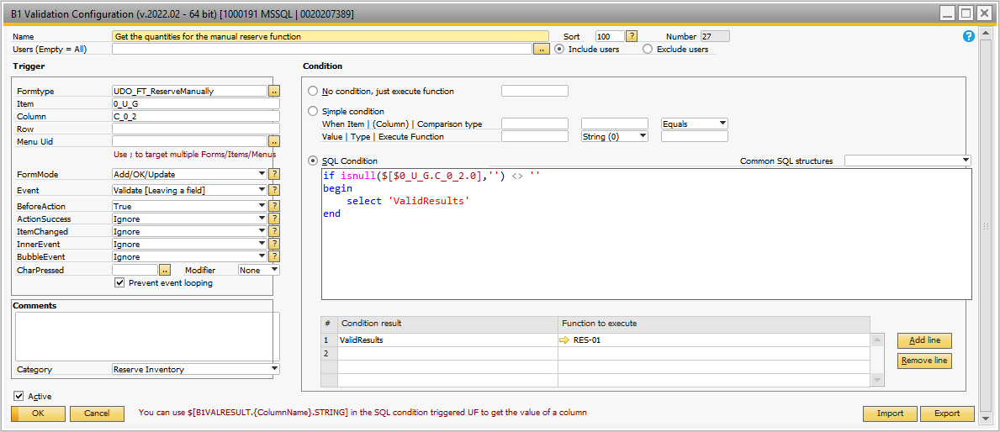 B1 Validation Configuration (v.2022.02 - 64 bit) [1000191 MSSQL | 0020207389]
Name Get the quantities for the manual reserve function Sort 100 ? Number 27 ?
Users (Empty = All) .. Include users Exclude users
Trigger Condition
Formtype UDO_FT_ReserveManually ..
Item 0_U_G
Column C_0_2
Row
Menu Uid ..
Use ; to target multiple Forms/Items/Menus
FormMode Add/OK/Update ?
Event Validate [Leaving a field] ?
BeforeAction True ?
ActionSuccess Ignore ?
ItemChanged Ignore ?
InnerEvent Ignore ?
BubbleEvent Ignore ?
CharPressed .. Modifier None
Prevent event looping
Comments
Category Reserve Inventory
No condition, just execute function
Simple condition
When Item | (Column) | Comparison type Equals
Value | Type | Execute Function String (0)
SQL Condition Common SQL structures
if isnull($[$0_U_G.C_0_2.0],'') <> ''
begin
select 'ValidResults'
end
# Condition result Function to execute
1 ValidResults RES-01
2
Add line
Remove line
Active
OK Cancel You can use $[B1VALRESULT.{ColumnName}.STRING] in the SQL condition triggered UF to get the value of a column Import Export